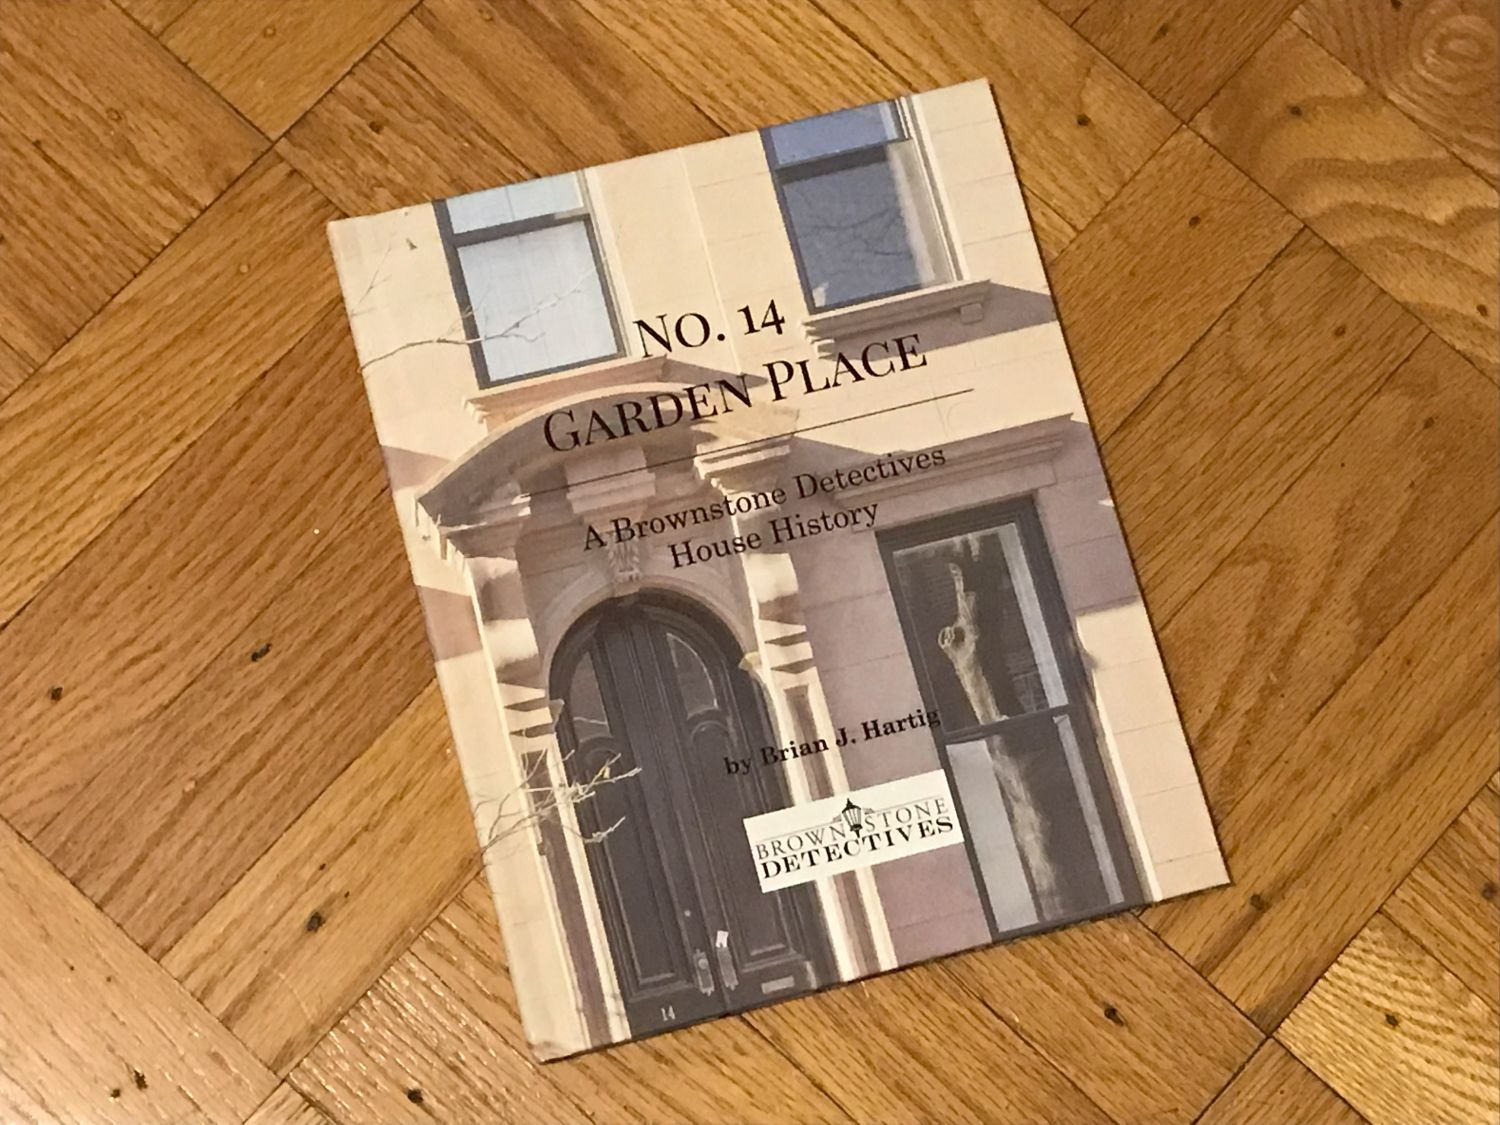 No. 14
Garden Place
A Brownstone Detectives
House History
by Brian J. Hartig
BROWNSTONE
DETECTIVES
14